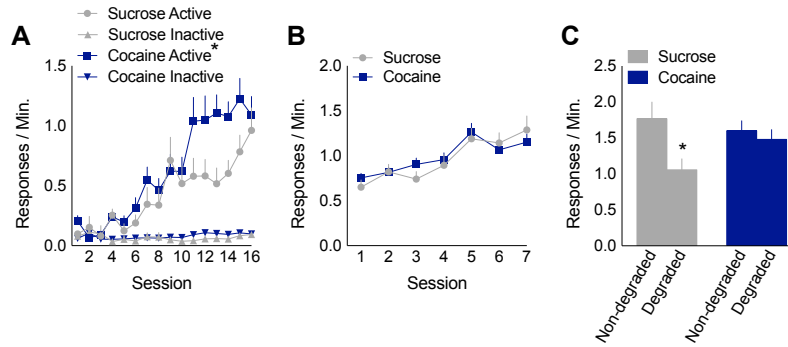 A
Sucrose Active
Sucrose Inactive
Cocaine Active*
Cocaine Inactive
Responses / Min.
1.5
1.0
0.5
0.0
2 4 6 8 10 12 14 16
Session
B
Sucrose
Cocaine
Responses / Min.
2.0
1.5
1.0
0.5
0.0
1 2 3 4 5 6 7
Session
C
Sucrose
Cocaine
Responses / Min.
2.5
2.0
1.5
1.0
0.5
0.0
*
Non-degraded
Degraded
Non-degraded
Degraded